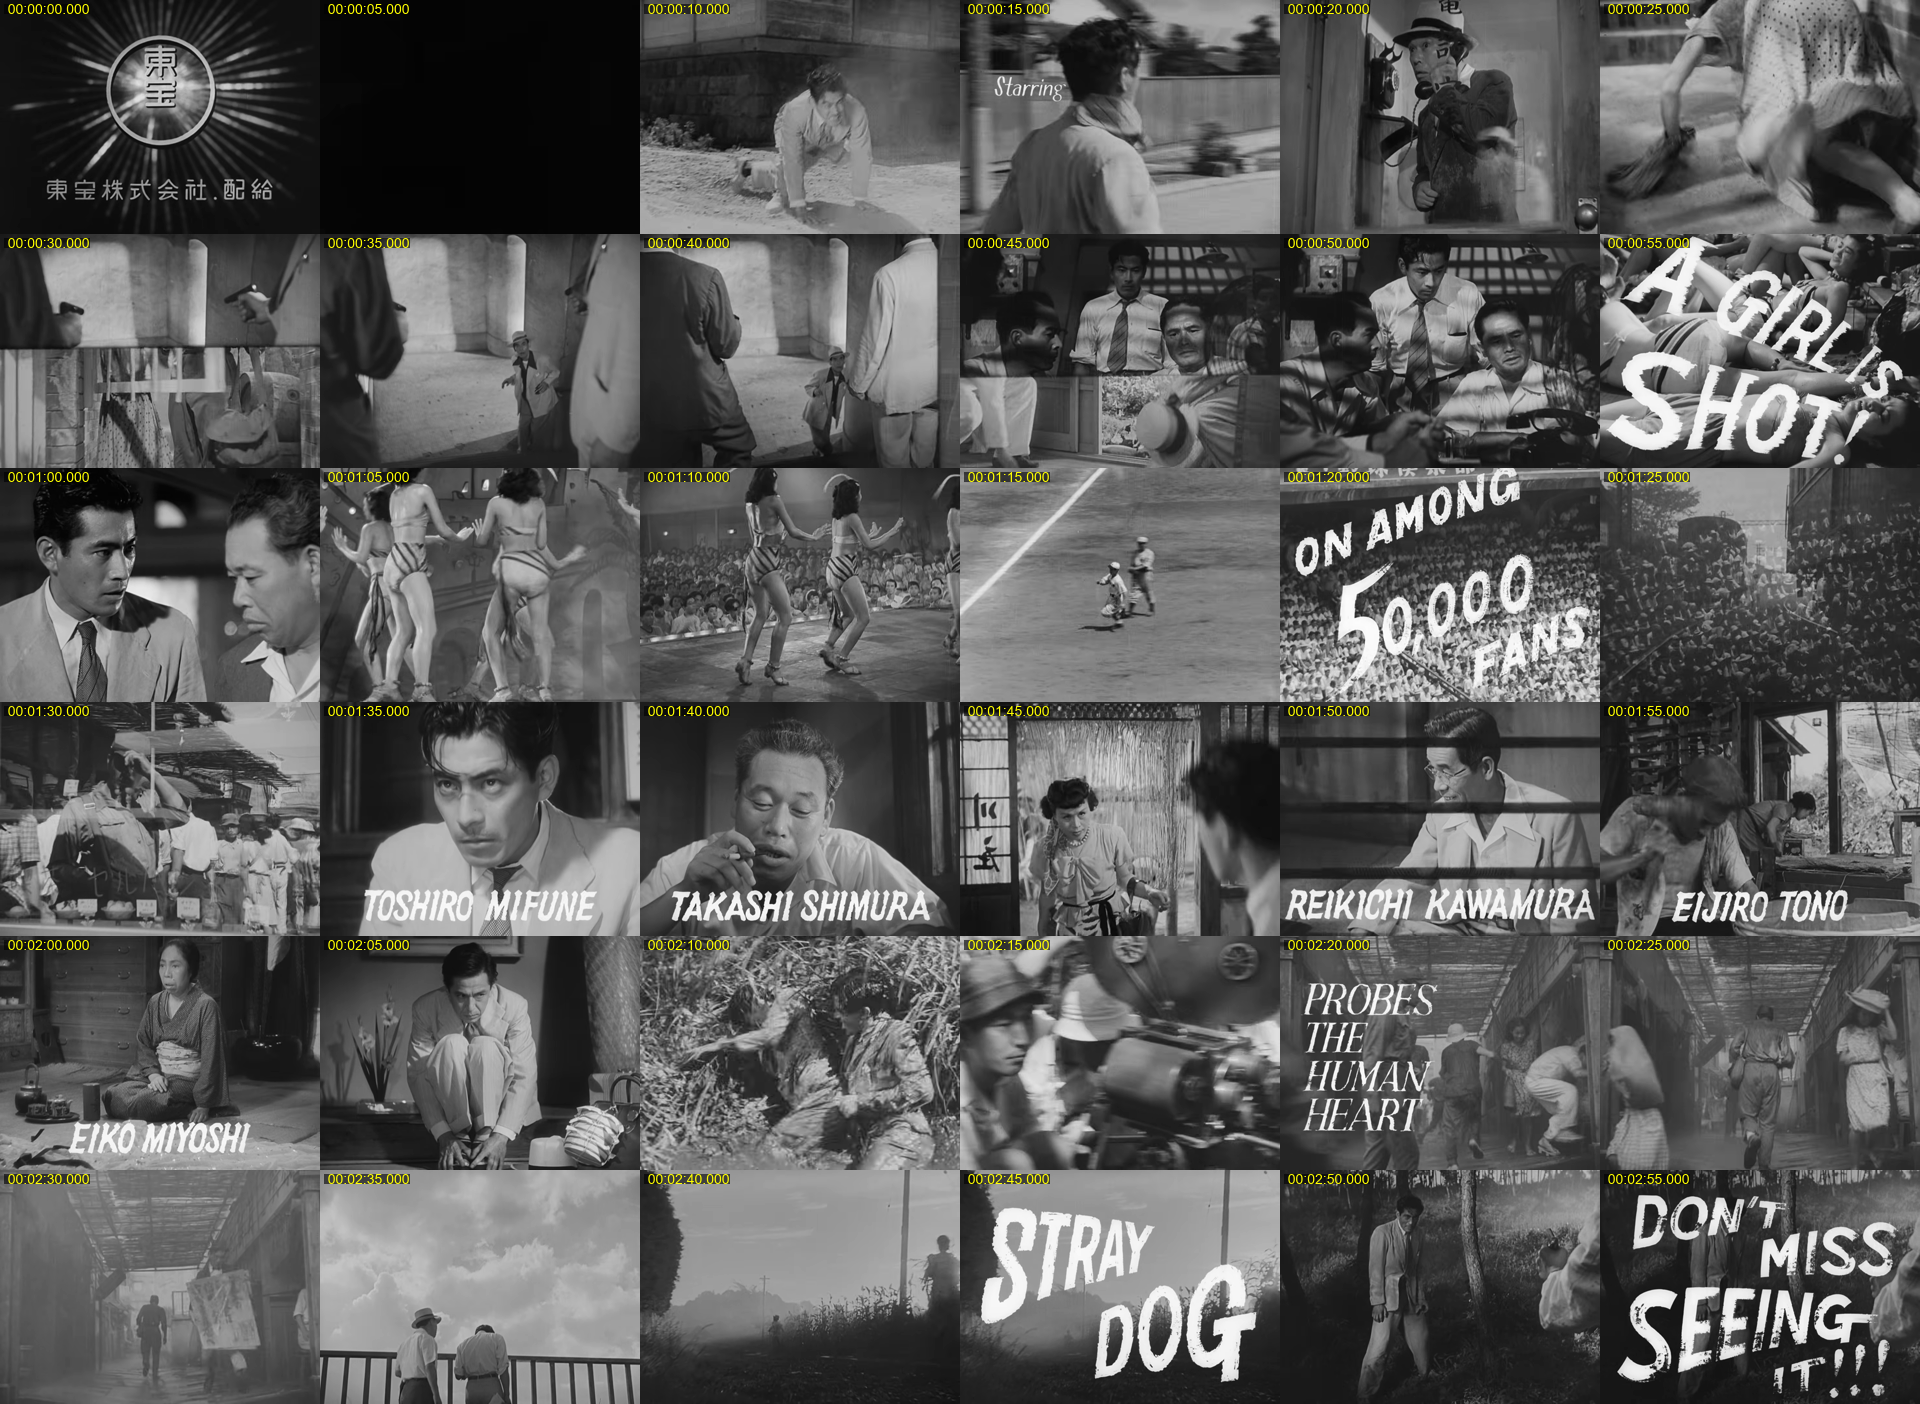 00:00:00.000
東宝
東宝株式会社.配給
00:00:05.000
00:00:10.000
00:00:15.000
Starring
00:00:20.000
電
00:00:25.000
00:00:30.000
00:00:35.000
00:00:40.000
00:00:45.000
00:00:50.000
00:00:55.000
A GIRL IS
SHOT!
00:01:00.000
00:01:05.000
00:01:10.000
00:01:15.000
00:01:20.000
ON AMONG
50,000
FANS
00:01:25.000
00:01:30.000
00:01:35.000
TOSHIRO MIFUNE
00:01:40.000
TAKASHI SHIMURA
00:01:45.000
00:01:50.000
REIKICHI KAWAMURA
00:01:55.000
EIJIRO TONO
00:02:00.000
EIKO MIYOSHI
00:02:05.000
00:02:10.000
00:02:15.000
00:02:20.000
PROBES
THE
HUMAN
HEART
00:02:25.000
00:02:30.000
00:02:35.000
00:02:40.000
00:02:45.000
STRAY
DOG
00:02:50.000
00:02:55.000
DON'T
MISS
SEEING
IT!!!